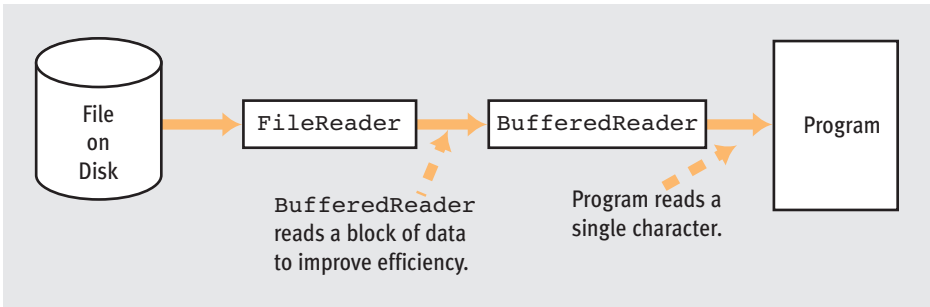 File
on
Disk
FileReader
BufferedReader
Program
BufferedReader
reads a block of data
to improve efficiency.
Program reads a
single character.